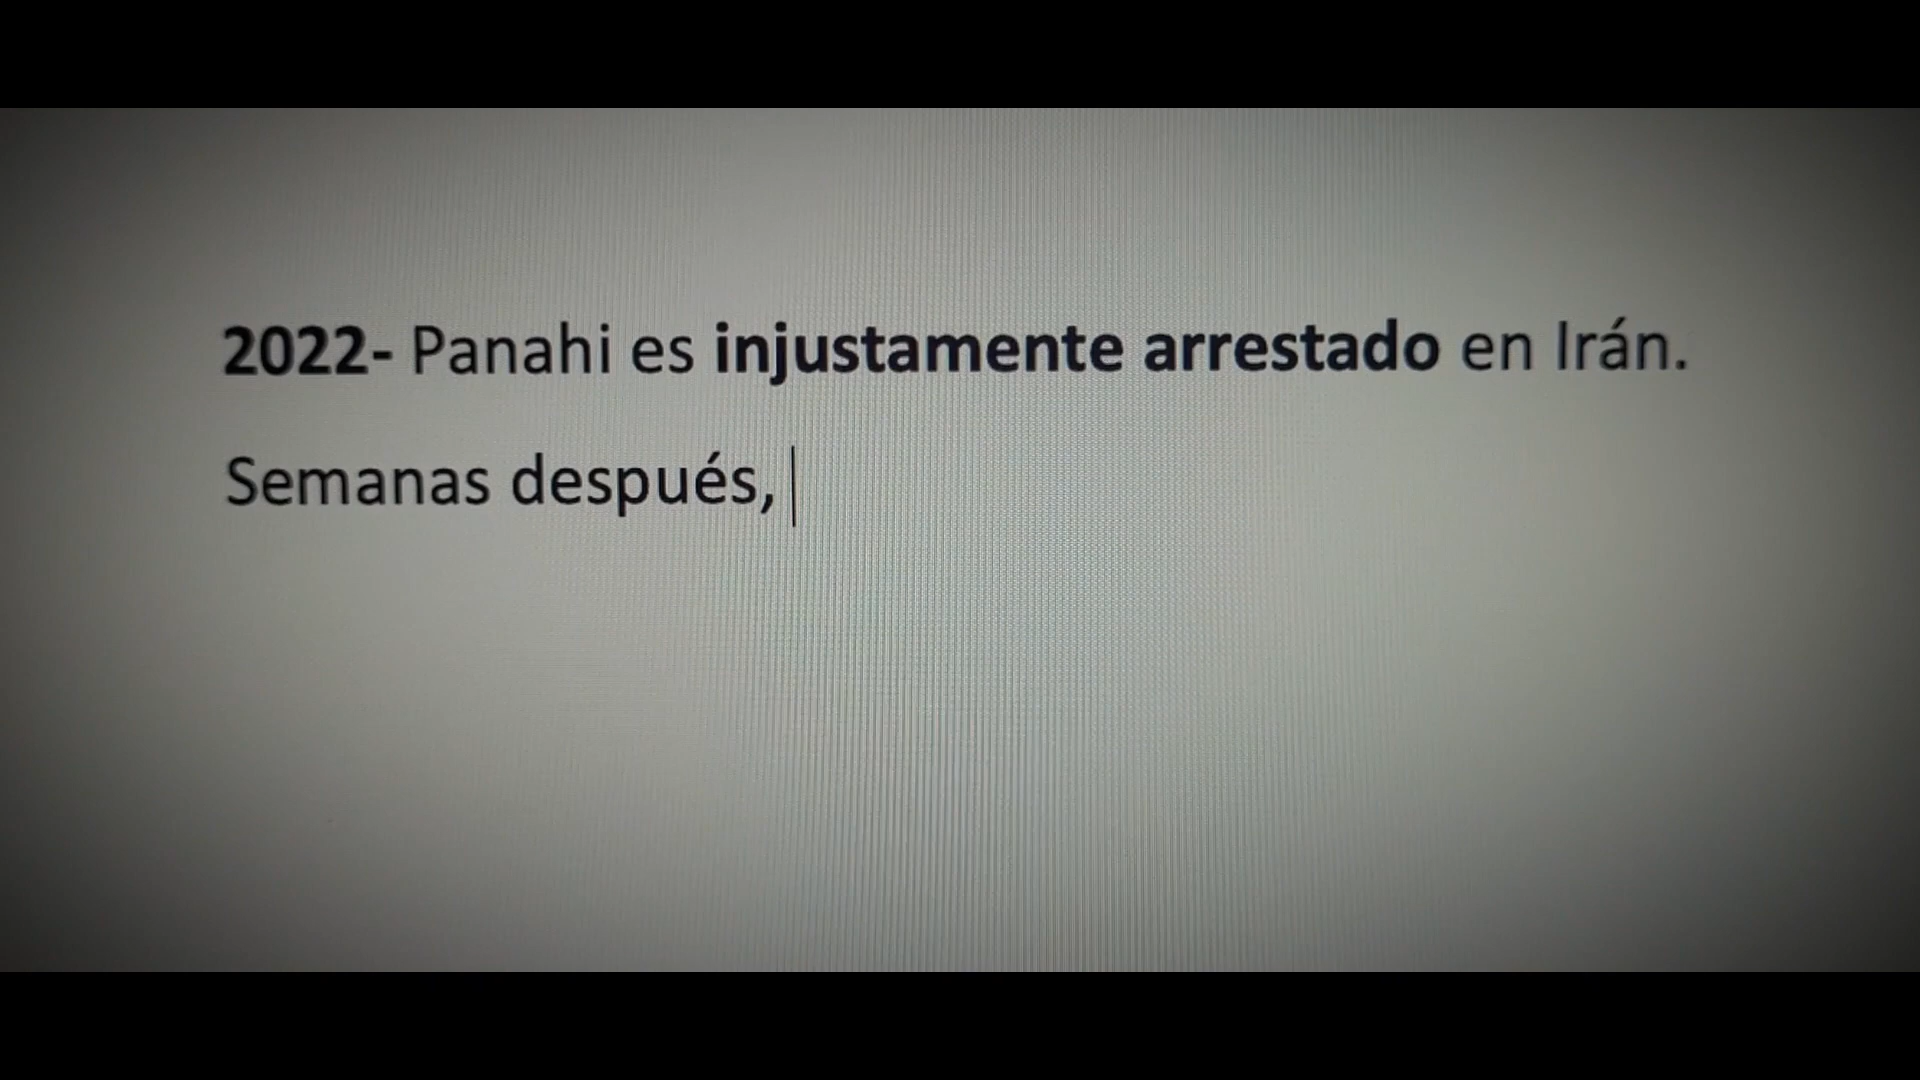 2022- Panahi es injustamente arrestado en Irán.
Semanas después,